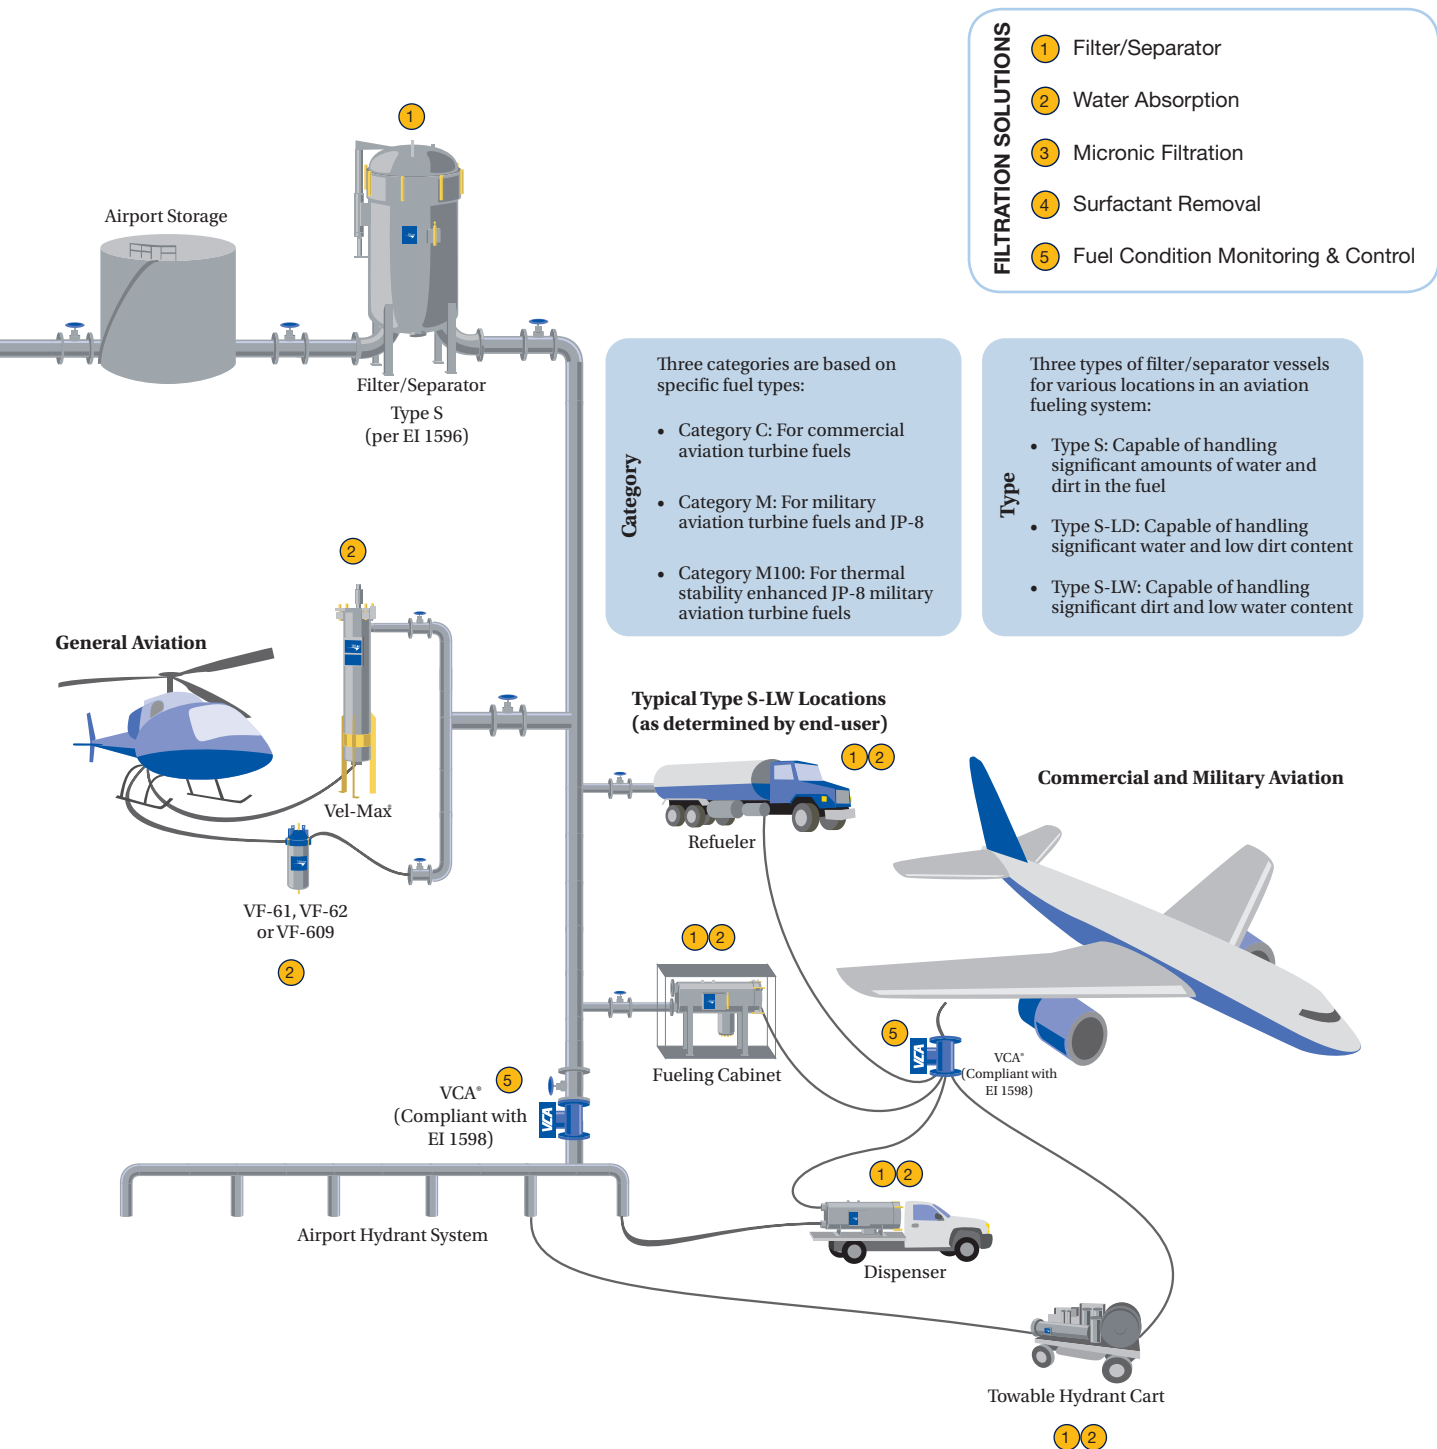 FILTRATION SOLUTIONS
1 Filter/Separator
2 Water Absorption
3 Micronic Filtration
4 Surfactant Removal
5 Fuel Condition Monitoring & Control
1
Airport Storage
Filter/Separator
Type S
(per EI 1596)
Category
Three categories are based on
specific fuel types:
• Category C: For commercial
aviation turbine fuels
• Category M: For military
aviation turbine fuels and JP-8
• Category M100: For thermal
stability enhanced JP-8 military
aviation turbine fuels
Type
Three types of filter/separator vessels
for various locations in an aviation
fueling system:
• Type S: Capable of handling
significant amounts of water and
dirt in the fuel
• Type S-LD: Capable of handling
significant water and low dirt content
• Type S-LW: Capable of handling
significant dirt and low water content
2
General Aviation
Vel-Max®
VF-61, VF-62
or VF-609
2
Typical Type S-LW Locations
(as determined by end-user)
1 2
Refueler
Commercial and Military Aviation
1 2
Fueling Cabinet
5
VCA
VCA®
(Compliant with
EI 1598)
5
VCA®
(Compliant with
EI 1598)
VCA
Airport Hydrant System
1 2
Dispenser
Towable Hydrant Cart
1 2